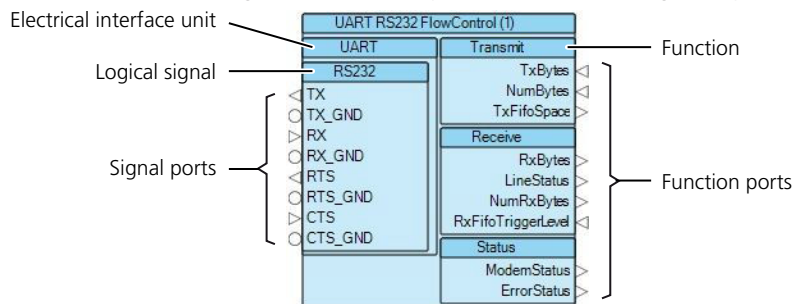 UART RS232 FlowControl (1)
Electrical interface unit
UART
Transmit
Function
Logical signal
RS232
TxBytes
NumBytes
TxFifoSpace
TX
TX_GND
RX
RX_GND
RTS
RTS_GND
CTS
CTS_GND
Signal ports
Receive
RxBytes
LineStatus
NumRxBytes
RxFifoTriggerLevel
Function ports
Status
ModemStatus
ErrorStatus